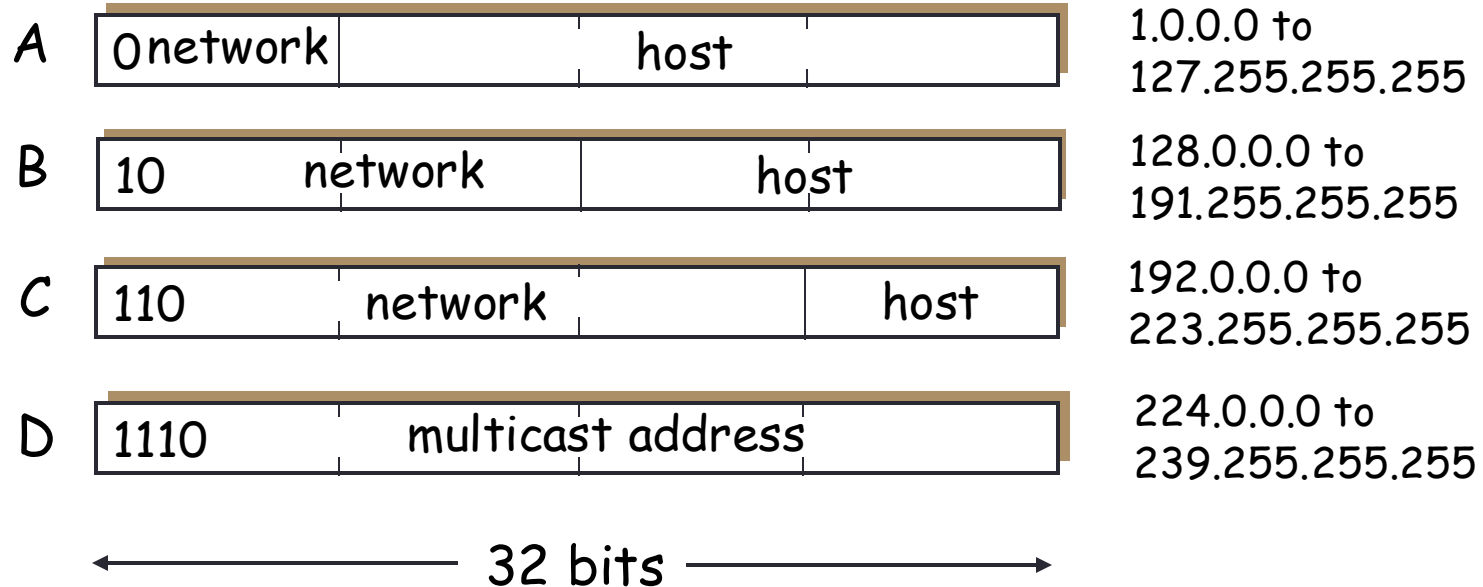 A
0network
host
1.0.0.0 to
127.255.255.255
B
10
network
host
128.0.0.0 to
191.255.255.255
C
110
network
host
192.0.0.0 to
223.255.255.255
D
1110
multicast address
224.0.0.0 to
239.255.255.255
32 bits